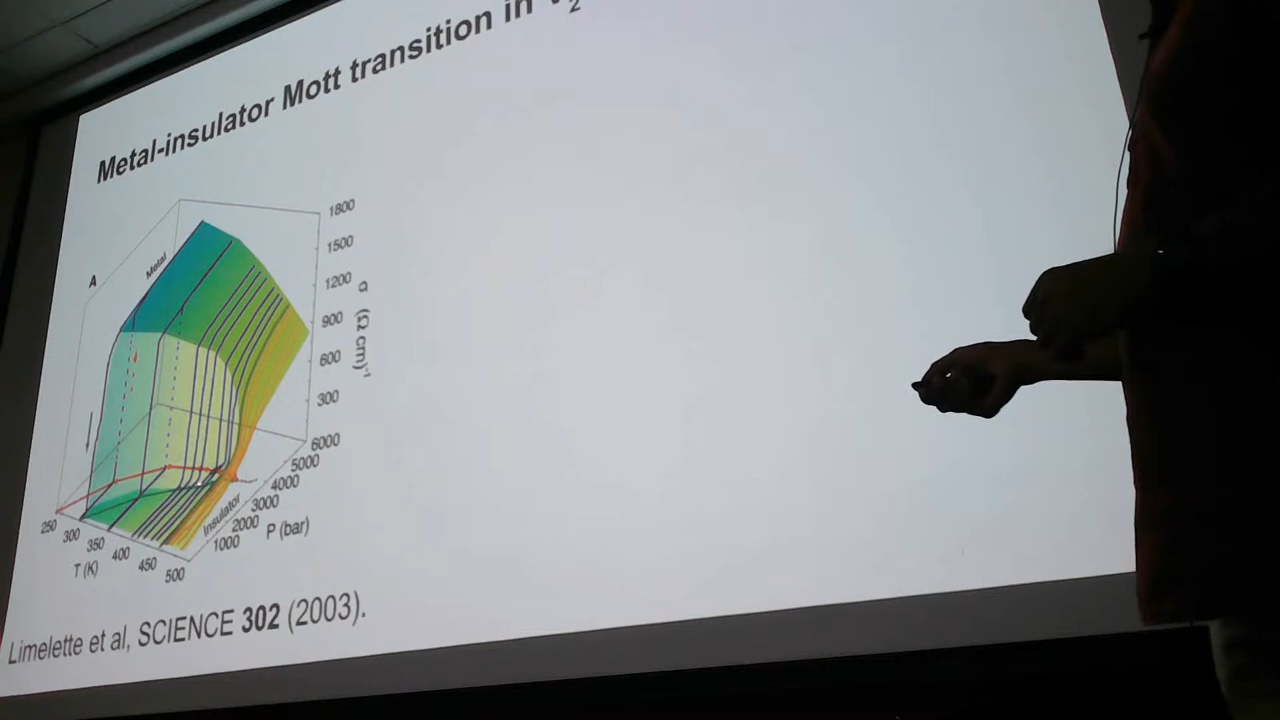 Metal-insulator Mott transition in V₂
A
Metal
1800
1500
1200
900
600
300
σ (Ω cm)⁻¹
6000
5000
4000
3000
2000
1000
P (bar)
Insulator
250
300
350
400
450
500
T (K)
Limelette et al, SCIENCE 302 (2003).